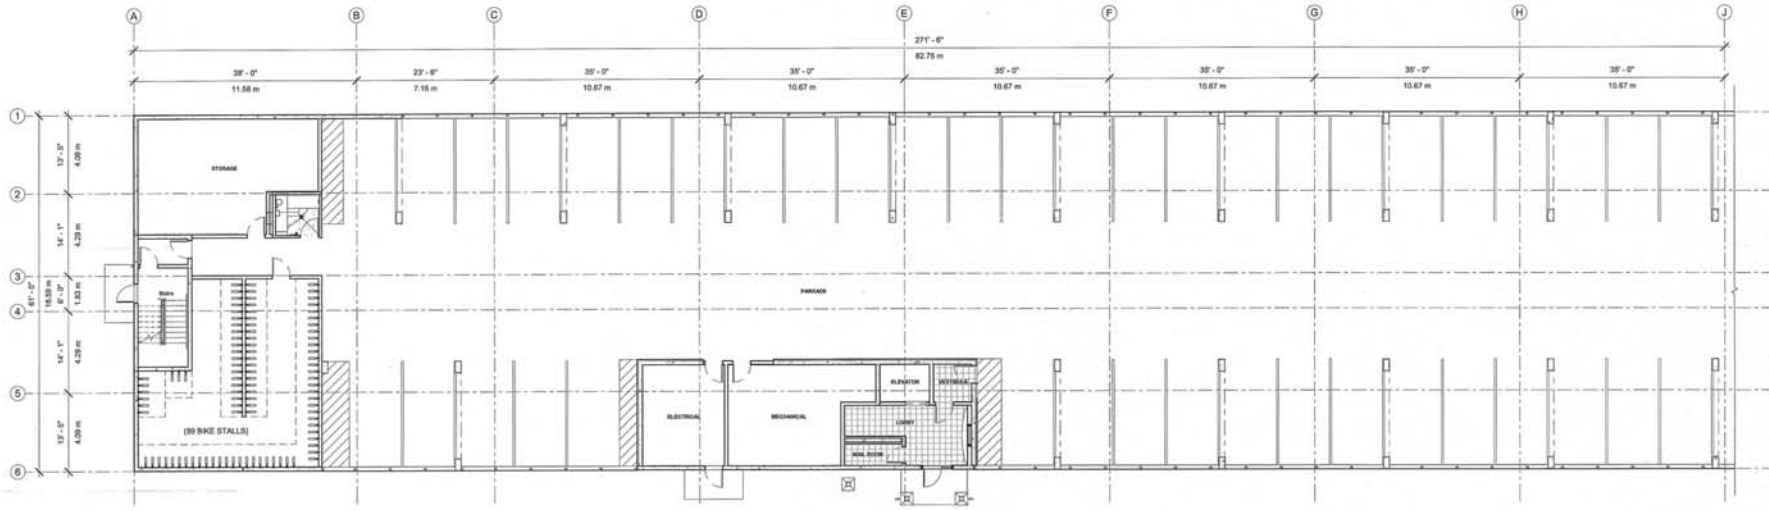 A B C D E F G H J
271' - 6"
82.75 m
38' - 0" 23' - 6" 35' - 0" 35' - 0" 35' - 0" 35' - 0" 35' - 0" 35' - 0"
11.58 m 7.16 m 10.67 m 10.67 m 10.67 m 10.67 m 10.67 m 10.67 m
1
13' - 5"
4.09 m
STORAGE
2
14' - 1"
4.29 m
3
61' - 0"
18.59 m
6' - 0"
1.83 m
Stairs
PARKADE
4
14' - 1"
4.29 m
ELEVATOR
VESTIBULE
5
ELECTRICAL
MECHANICAL
LOBBY
13' - 5"
4.09 m
(99 BIKE STALLS)
MAIL ROOM
6